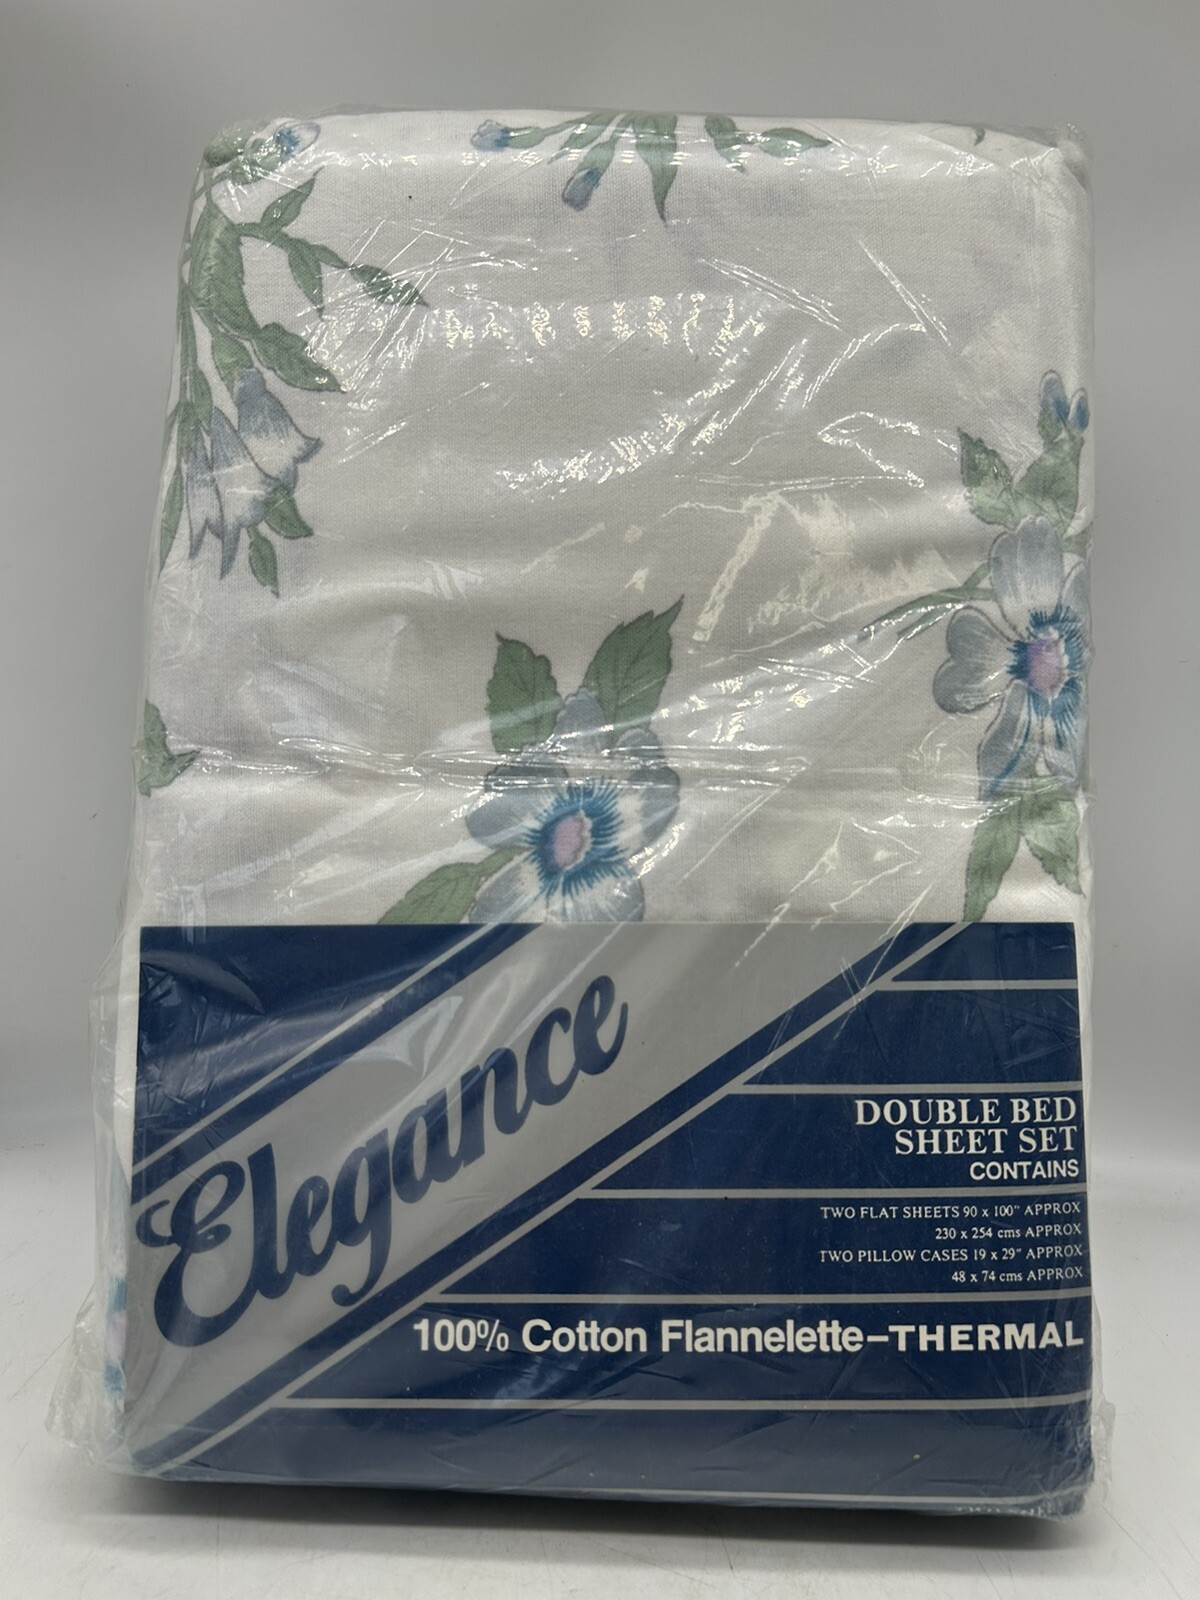 Elegance
DOUBLE BED
SHEET SET
CONTAINS
TWO FLAT SHEETS 90 x 100" APPROX
230 x 254 cms APPROX
TWO PILLOW CASES 19 x 29" APPROX
48 x 74 cms APPROX
100% Cotton Flannelette–THERMAL